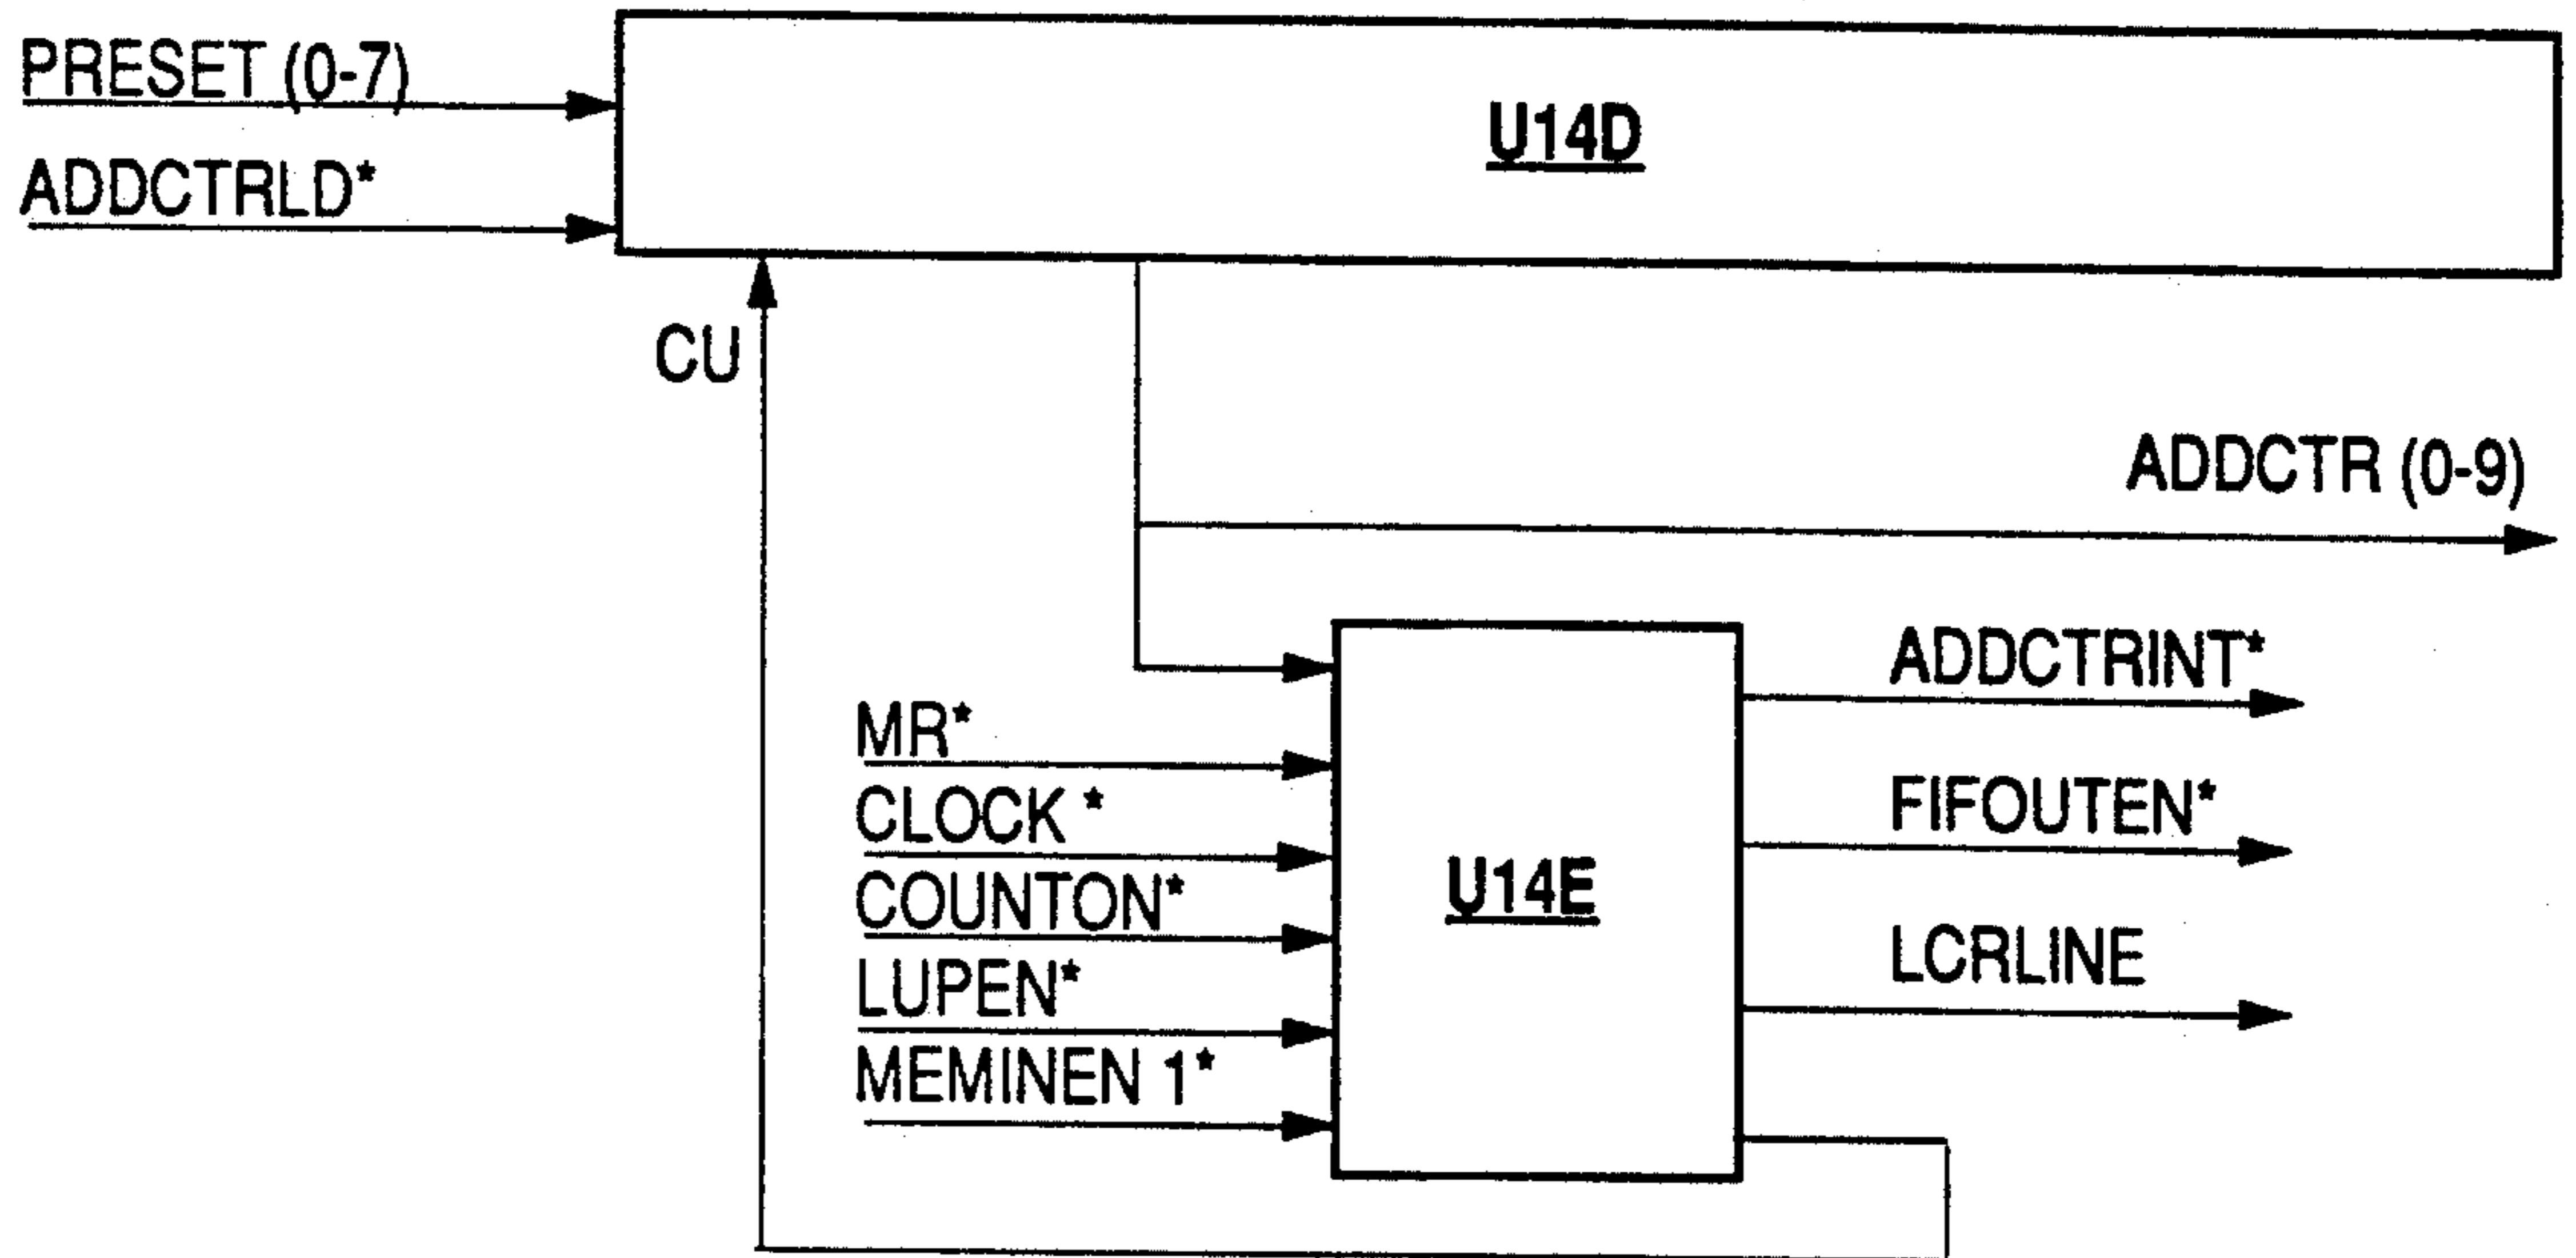 PRESET (0-7)
U14D
ADDCTRLD*
CU
ADDCTR (0-9)
ADDCTRINT*
MR*
FIFOUTEN*
CLOCK *
U14E
COUNTON*
LCRLINE
LUPEN*
MEMINEN 1*